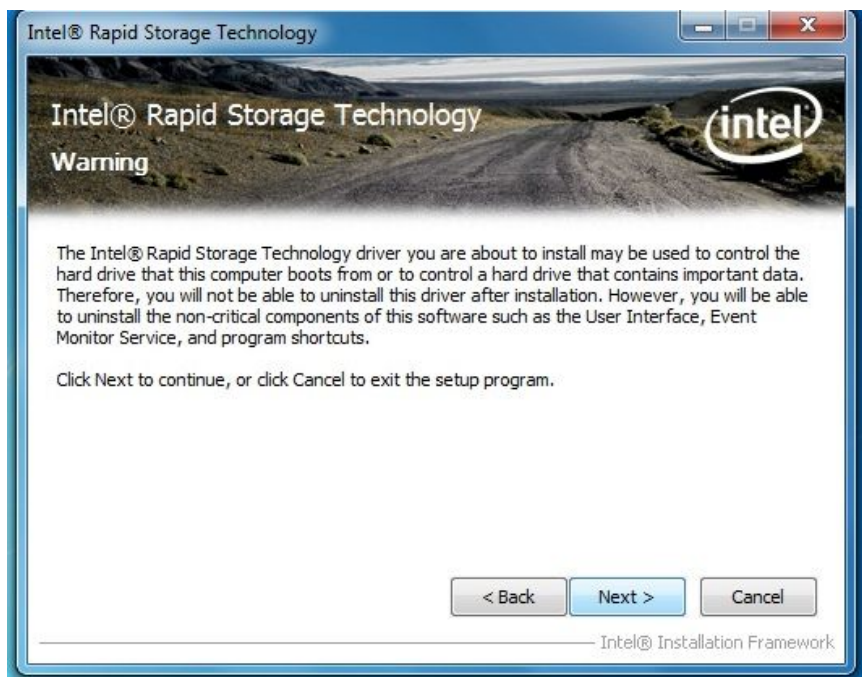 Intel® Rapid Storage Technology
Intel® Rapid Storage Technology
intel
Warning
The Intel® Rapid Storage Technology driver you are about to install may be used to control the
hard drive that this computer boots from or to control a hard drive that contains important data.
Therefore, you will not be able to uninstall this driver after installation. However, you will be able
to uninstall the non-critical components of this software such as the User Interface, Event
Monitor Service, and program shortcuts.
Click Next to continue, or click Cancel to exit the setup program.
< Back Next > Cancel
Intel® Installation Framework